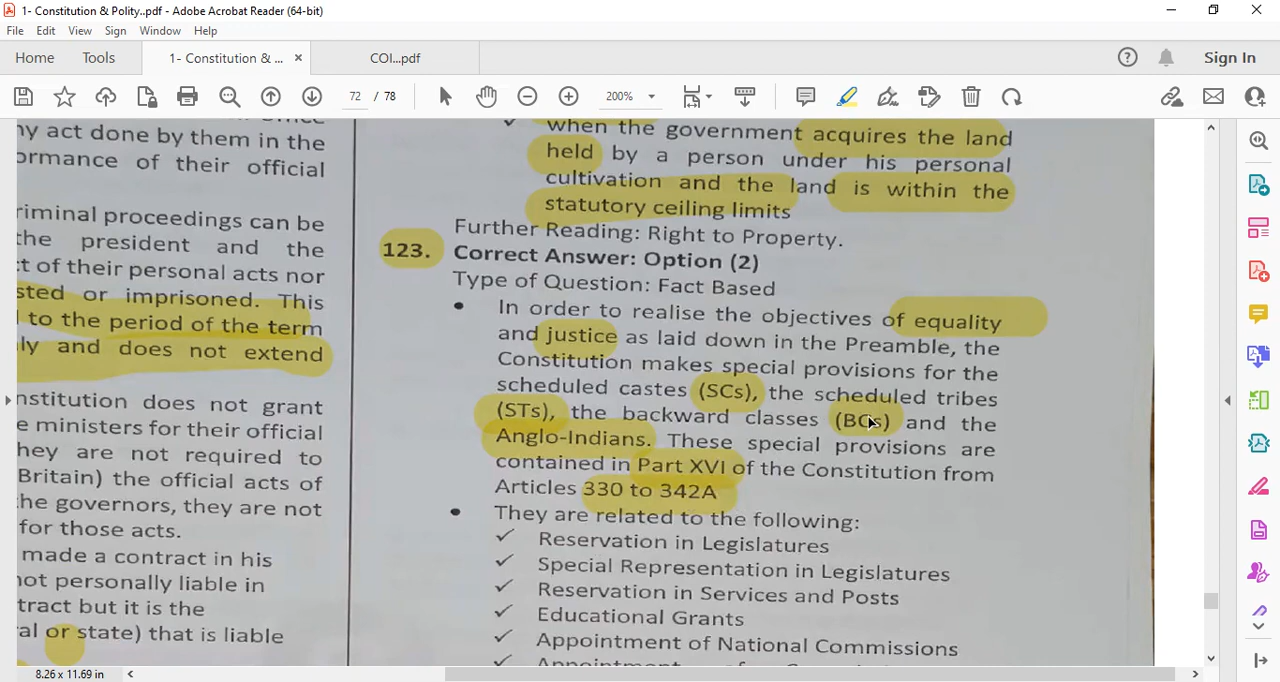 1- Constitution & Polity..pdf - Adobe Acrobat Reader (64-bit)
File Edit View Sign Window Help
Home Tools 1- Constitution & ... × COI...pdf Sign In
72 / 78 200%
ny act done by them in the
ormance of their official
riminal proceedings can be
the president and the
ct of their personal acts nor
sted or imprisoned. This
l to the period of the term
ly and does not extend
nstitution does not grant
e ministers for their official
hey are not required to
Britain) the official acts of
he governors, they are not
for those acts.
made a contract in his
not personally liable in
tract but it is the
ral or state) that is liable
when the government acquires the land
held by a person under his personal
cultivation and the land is within the
statutory ceiling limits
Further Reading: Right to Property.
123. Correct Answer: Option (2)
Type of Question: Fact Based
• In order to realise the objectives of equality
and justice as laid down in the Preamble, the
Constitution makes special provisions for the
scheduled castes (SCs), the scheduled tribes
(STs), the backward classes (BCs) and the
Anglo-Indians. These special provisions are
contained in Part XVI of the Constitution from
Articles 330 to 342A
• They are related to the following:
✓ Reservation in Legislatures
✓ Special Representation in Legislatures
✓ Reservation in Services and Posts
✓ Educational Grants
✓ Appointment of National Commissions
8.26 x 11.69 in